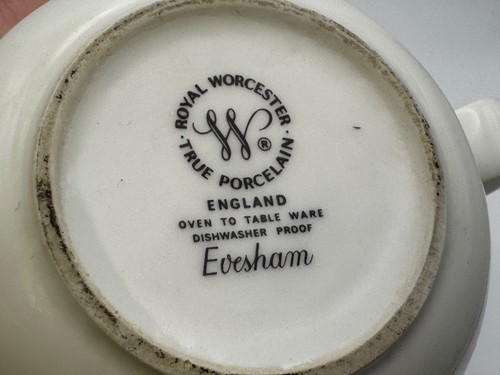 ROYAL WORCESTER
W ®
· TRUE PORCELAIN ·
ENGLAND
OVEN TO TABLE WARE
DISHWASHER PROOF
Evesham